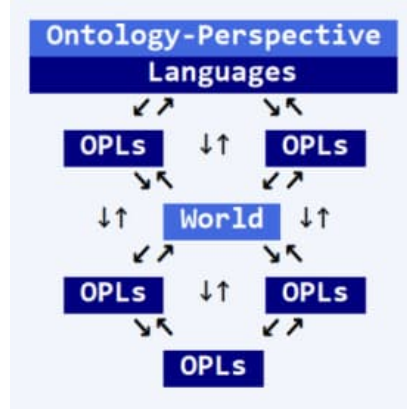 Ontology-Perspective
Languages
↙↗ ↘↖
OPLs ↓↑ OPLs
↘↖ ↙↗
↓↑ World ↓↑
↙↗ ↘↖
OPLs ↓↑ OPLs
↘↖ ↙↗
OPLs